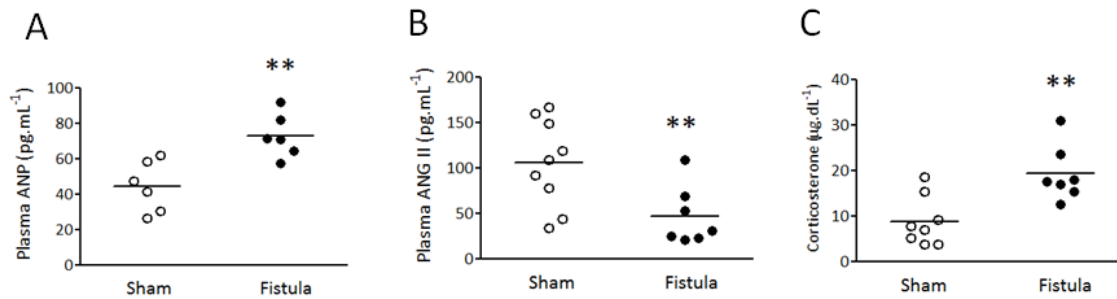 A
Plasma ANP (pg.mL⁻¹)
100
80
60
40
20
0
**
Sham Fistula
B
Plasma ANG II (pg.mL⁻¹)
200
150
100
50
0
**
Sham Fistula
C
Corticosterone (µg.dL⁻¹)
40
30
20
10
0
**
Sham Fistula